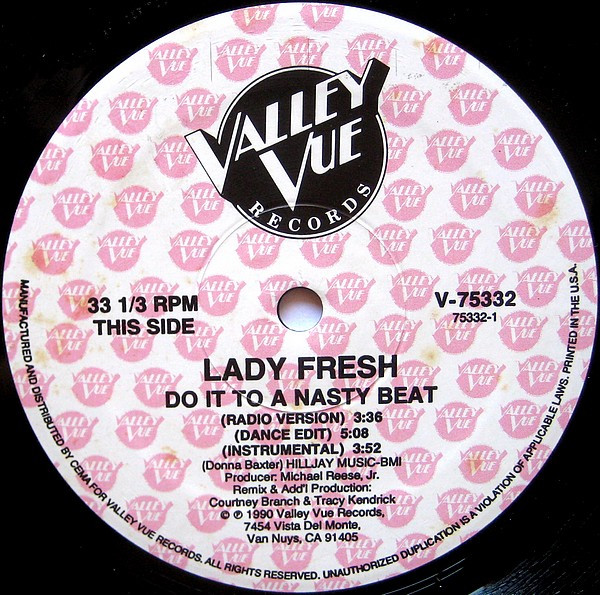 VALLEY
VUE
RECORDS
33 1/3 RPM
THIS SIDE
V-75332
75332-1
LADY FRESH
DO IT TO A NASTY BEAT
(RADIO VERSION) 3:36
(DANCE EDIT) 5:08
(INSTRUMENTAL) 3:52
(Donna Baxter) HILLJAY MUSIC-BMI
Producer: Michael Reese, Jr.
Remix & Add'l Production:
Courtney Branch & Tracy Kendrick
© ℗ 1990 Valley Vue Records,
7454 Vista Del Monte,
Van Nuys, CA 91405
MANUFACTURED AND DISTRIBUTED BY CEMA FOR VALLEY VUE RECORDS. ALL RIGHTS RESERVED. UNAUTHORIZED DUPLICATION IS A VIOLATION OF APPLICABLE LAWS. PRINTED IN THE U.S.A.